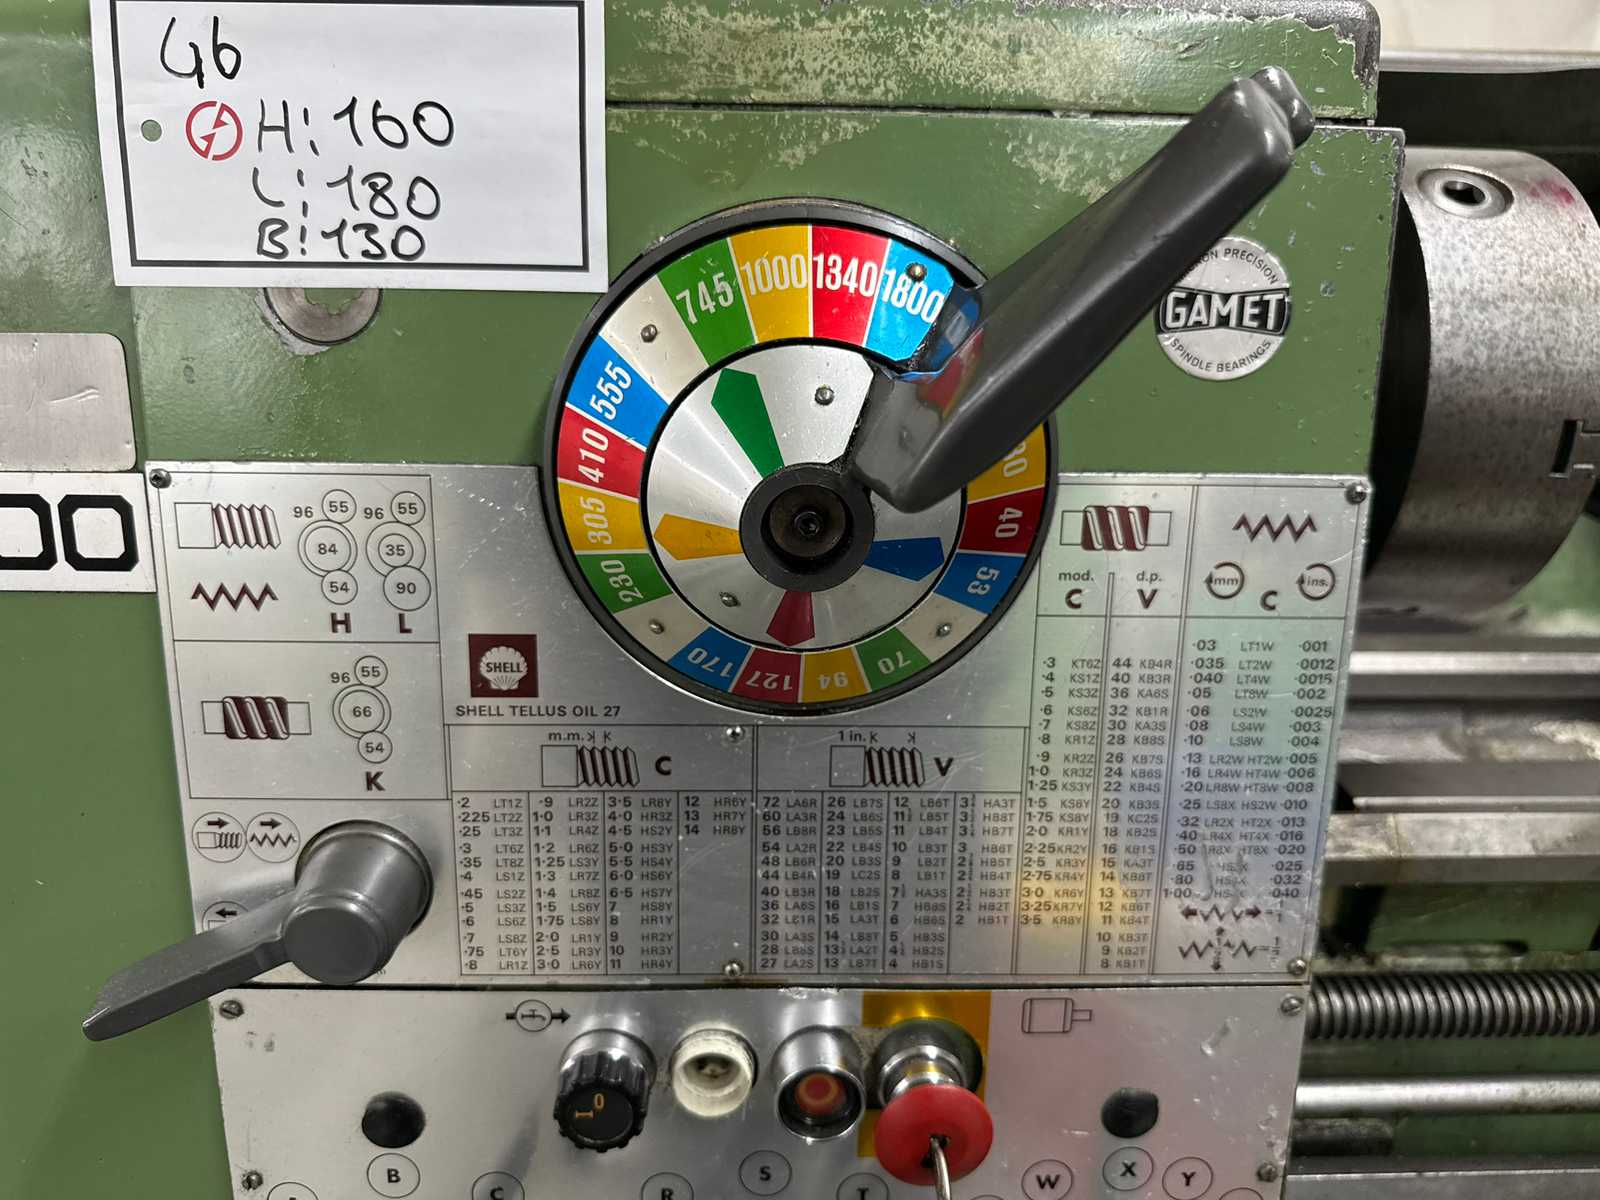 46
H: 160
L: 180
B: 130
745
1000
1340
1800
555
410
305
230
170
127
94
70
53
40
30
GAMET
SPINDLE BEARINGS
00
96 55 96 55
84 35
54 90
H L
96 55
66
54
K
SHELL
SHELL TELLUS OIL 27
m.m. C
·2 LT1Z ·9 LR2Z 3·5 LR8Y 12 HR6Y
·225 LT2Z 1·0 LR3Z 4·0 HR3Z 13 HR7Y
·25 LT3Z 1·1 LR4Z 4·5 HS2Y 14 HR8Y
·3 LT6Z 1·2 LR6Z 5·0 HS3Y
·35 LT8Z 1·25 LS3Y 5·5 HS4Y
·4 LS1Z 1·3 LR7Z 6·0 HS6Y
·45 LS2Z 1·4 LR8Z 6·5 HS7Y
·5 LS3Z 1·5 LS6Y 7 HS8Y
·6 LS6Z 1·75 LS8Y 8 HR1Y
·7 LS8Z 2·0 LR1Y 9 HR2Y
·75 LT6Y 2·5 LR3Y 10 HR3Y
·8 LR1Z 3·0 LR6Y 11 HR4Y
1 in. V
72 LA6R 26 LB7S 12 LB6T HA3T
60 LA3R 24 LB6S LB5T HB8T
56 LB8R 23 LB5S 11 LB4T HB7T
54 LA2R 22 LB4S 10 LB3T 3 HB6T
48 LB6R 20 LB3S 9 LB2T HB5T
44 LB4R 19 LC2S 8 LB1T HB4T
40 LB3R 18 LB2S HA3S HB3T
36 LA6S 16 LB1S 7 HB8S HB2T
32 LB1R 15 LA3T 6 HB6S 2 HB1T
30 LA3S 14 LB8T 5 HB3S
28 LB8S LB2S
27 LA2S 13 LB7T 4 HB1S
mod. d.p.
C V
·3 KT6Z 44 KB4R
·4 KS1Z 40 KB3R
·5 KS3Z 36 KA6S
·6 KS6Z 32 KB1R
·7 KS8Z 30 KA3S
·8 KR1Z 28 KB8S
·9 KR2Z 26 KB7S
1·0 KR3Z 24 KB6S
1·25 KS3Y 22 KB4S
1·5 KS6Y 20 KB3S
1·75 KS8Y 19 KC2S
2·0 KR1Y 18 KB2S
2·25 KR2Y 16 KB1S
2·5 KR3Y 15 KA3T
2·75 KR4Y 14 KB8T
3·0 KR6Y 13 KB7T
3·25 KR7Y 12 KB6T
3·5 KR8Y 11 KB4T
10 KB3T
9 KB2T
8 KB1T
mm C ins.
·03 LT1W ·001
·035 LT2W ·0012
·040 LT4W ·0015
·05 LT8W ·002
·06 LS2W ·0025
·08 LS4W ·003
·10 LS8W ·004
·13 LR2W HT2W ·005
·16 LR4W HT4W ·006
·20 LR8W HT8W ·008
·25 LS8X HS2W ·010
·32 LR2X HT2X ·013
·40 LR4X HT4X ·016
·50 LR8X HT8X ·020
·65 ·025
·80 ·032
1·00 ·040
I 0
B
C
R
S
T
W
X
Y